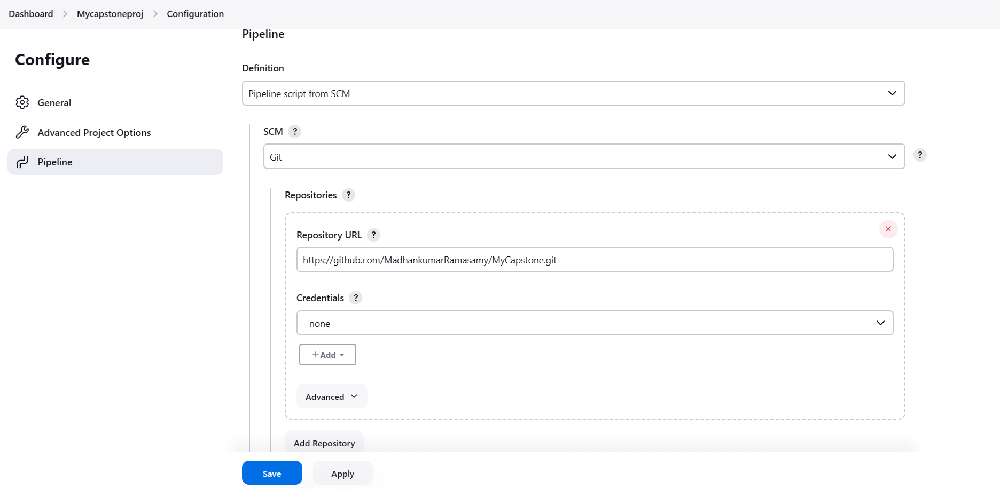 Dashboard > Mycapstoneproj > Configuration
Configure
General
Advanced Project Options
Pipeline
Pipeline
Definition
Pipeline script from SCM
SCM ?
Git
?
Repositories ?
Repository URL ?
https://github.com/MadhankumarRamasamy/MyCapstone.git
Credentials ?
- none -
+ Add
Advanced
Add Repository
Save Apply